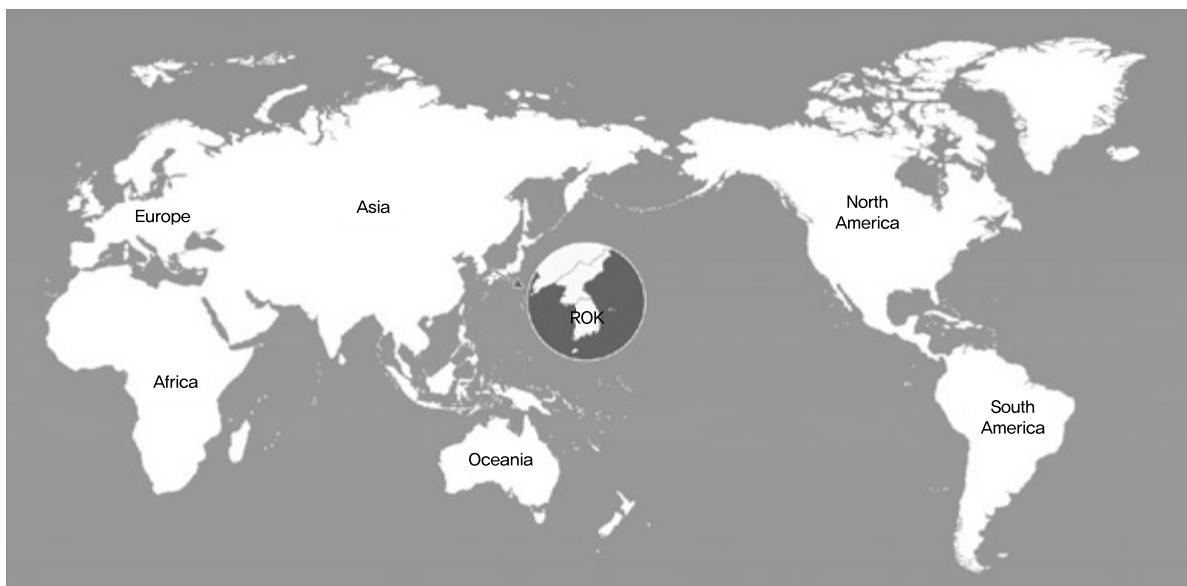 Europe
Asia
North
America
ROK
Africa
South
America
Oceania